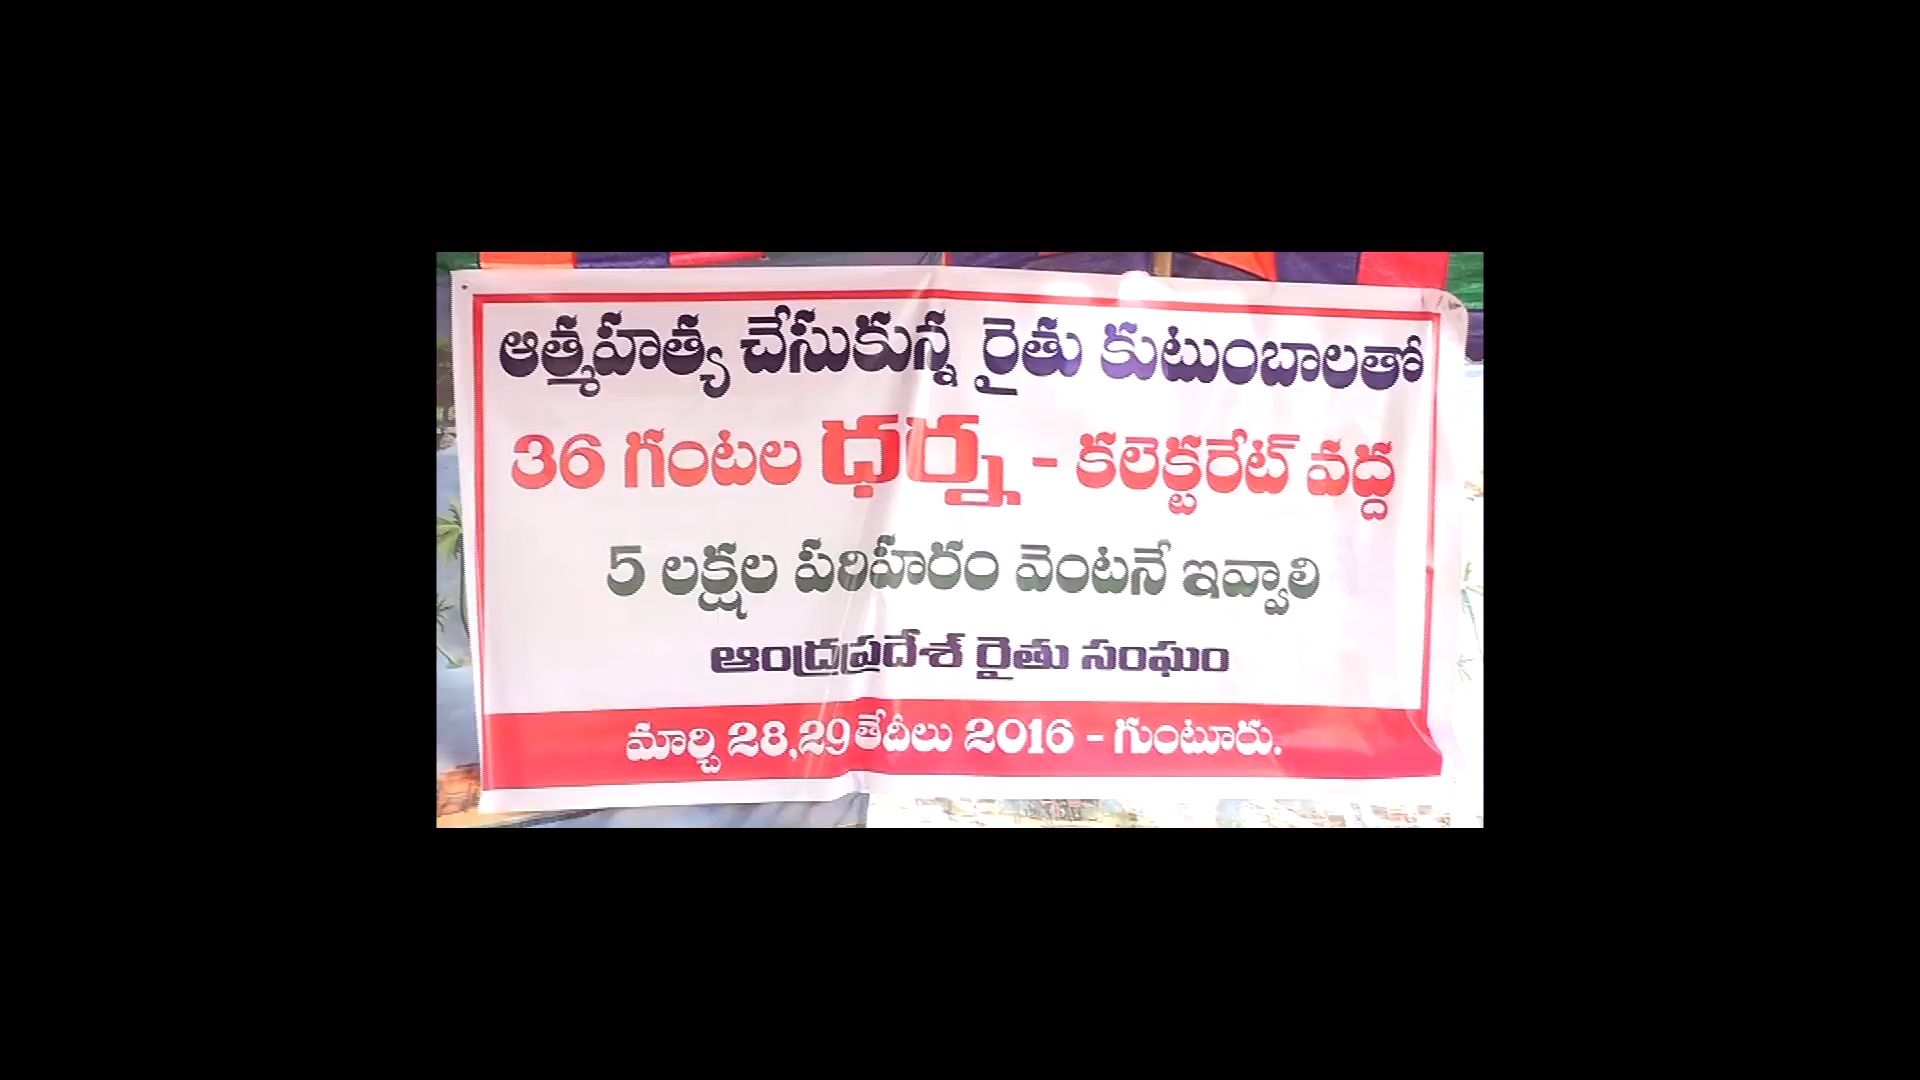 ఆత్మహత్య చేసుకున్న రైతు కుటుంబాలతో
36 గంటల ధర్న - కలెక్టరేట్ వద్ద
5 లక్షల పరిహరం వెంటనే ఇవ్వాలి
ఆంద్రప్రదేశ్ రైతు సంఘం
మార్చి 28,29 తేదీలు 2016 - గుంటూరు.